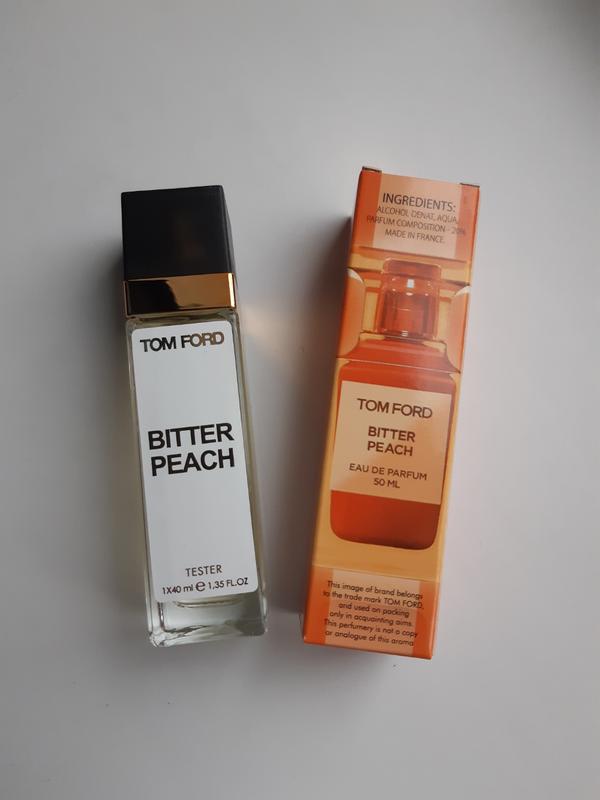 TOM FORD
BITTER
PEACH
TESTER
1X40 ml e 1,35 FL.OZ
INGREDIENTS:
ALCOHOL DENAT, AQUA,
PARFUM COMPOSITION - 20%
MADE IN FRANCE.
TOM FORD
BITTER
PEACH
EAU DE PARFUM
50 ML
This image of brand belongs
to the trade mark TOM FORD,
and used on packing
only in acquainting aims.
This perfumery is not a copy
or analogue of this aroma